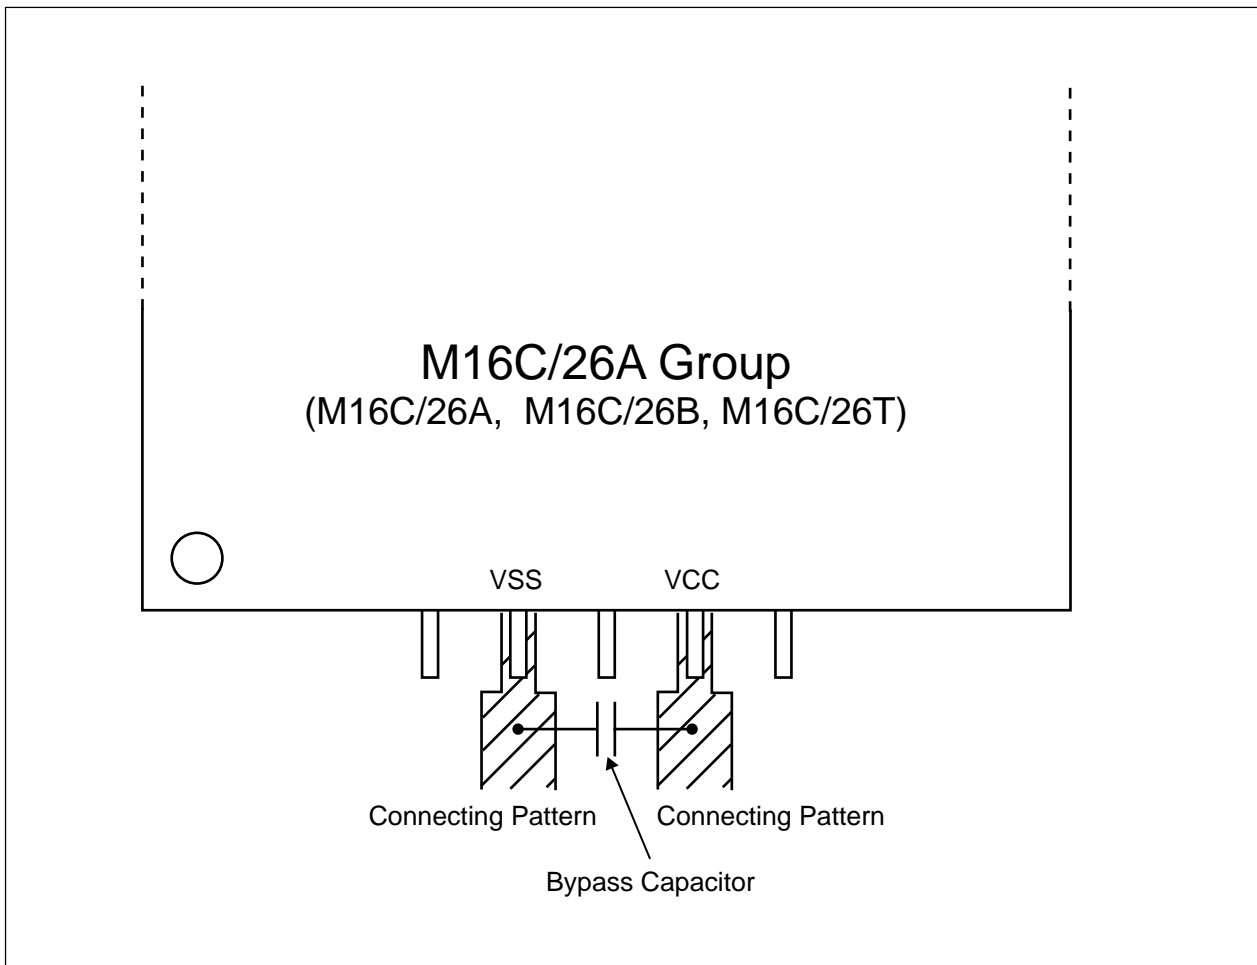 M16C/26A Group
(M16C/26A, M16C/26B, M16C/26T)
VSS VCC
Connecting Pattern Connecting Pattern
Bypass Capacitor